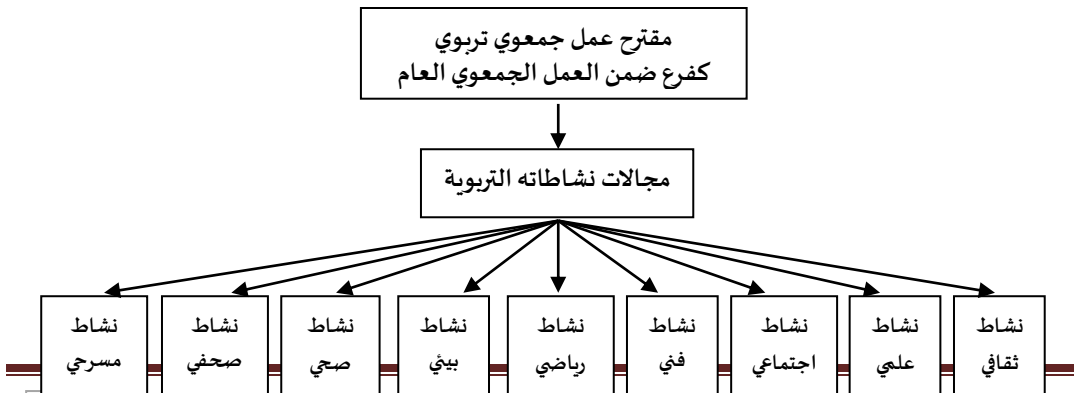 مقترح عمل جمعوي تربوي
كفرع ضمن العمل الجمعوي العام
مجالات نشاطاته التربوية
نشاط
ثقافي
نشاط
علمي
نشاط
اجتماعي
نشاط
فني
نشاط
رياضي
نشاط
بيئي
نشاط
صحي
نشاط
صحفي
نشاط
مسرحي